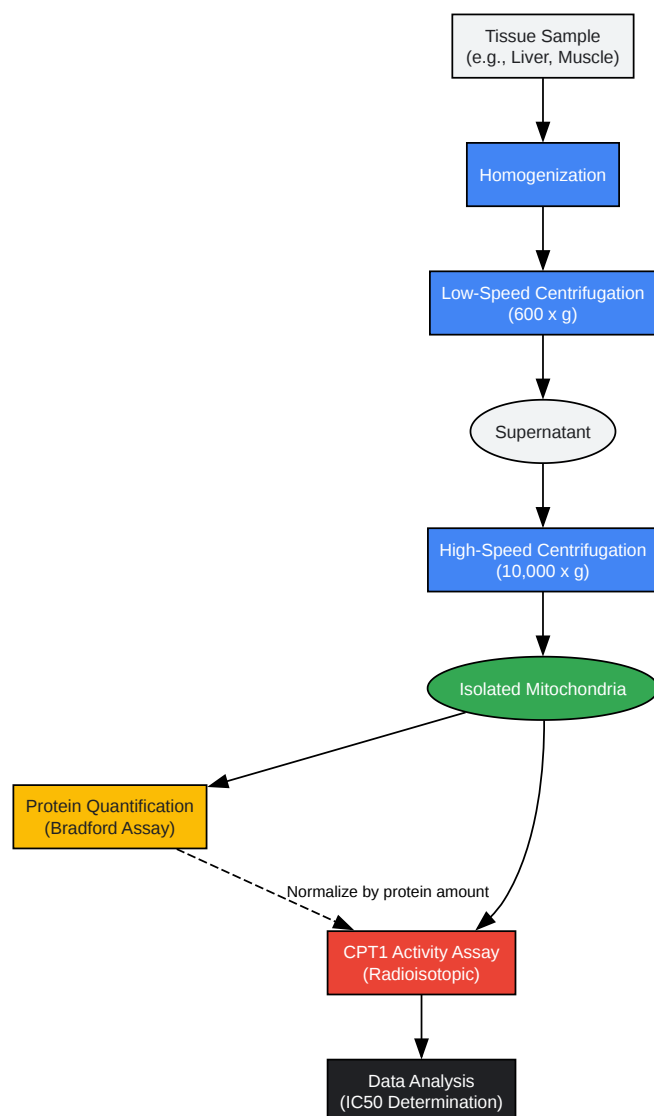 Tissue Sample
(e.g., Liver, Muscle)
Homogenization
Low-Speed Centrifugation
(600 x g)
Supernatant
High-Speed Centrifugation
(10,000 x g)
Isolated Mitochondria
Protein Quantification
(Bradford Assay)
Normalize by protein amount
CPT1 Activity Assay
(Radioisotopic)
Data Analysis
(IC50 Determination)